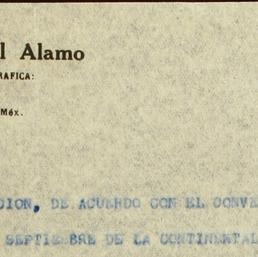 l Alamo
RAFICA:
Méx.
CION, DE ACUERDO CON EL CONVE
SEPTIEMBRE DE LA CONTINENTAL